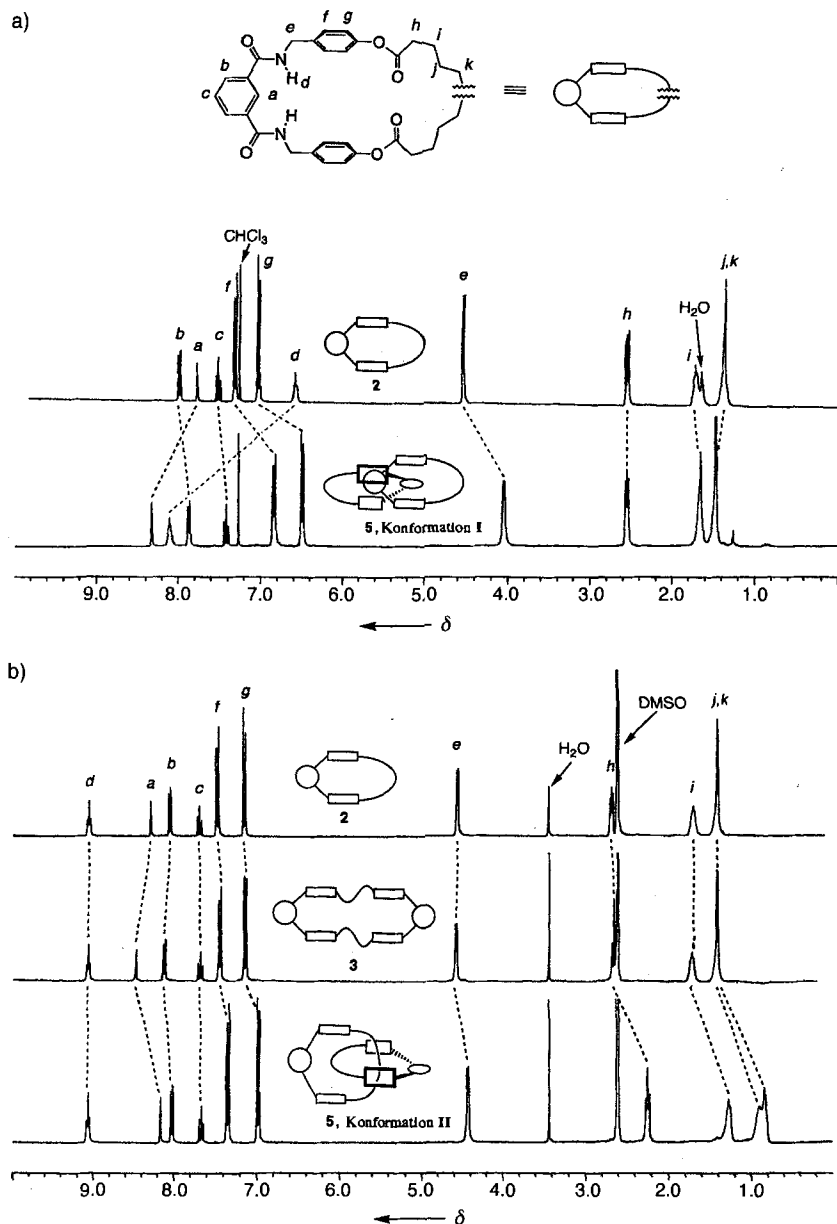 a)
e f g h i
O N H d O O j k
b a c
O N H O O
≡
CHCl₃
b a c f g d e h i H₂O j,k
2
5, Konformation I
9.0 8.0 7.0 6.0 5.0 4.0 3.0 2.0 1.0
δ
b)
d a b c f g e H₂O h DMSO i j,k
2
3
5, Konformation II
9.0 8.0 7.0 6.0 5.0 4.0 3.0 2.0 1.0
δ